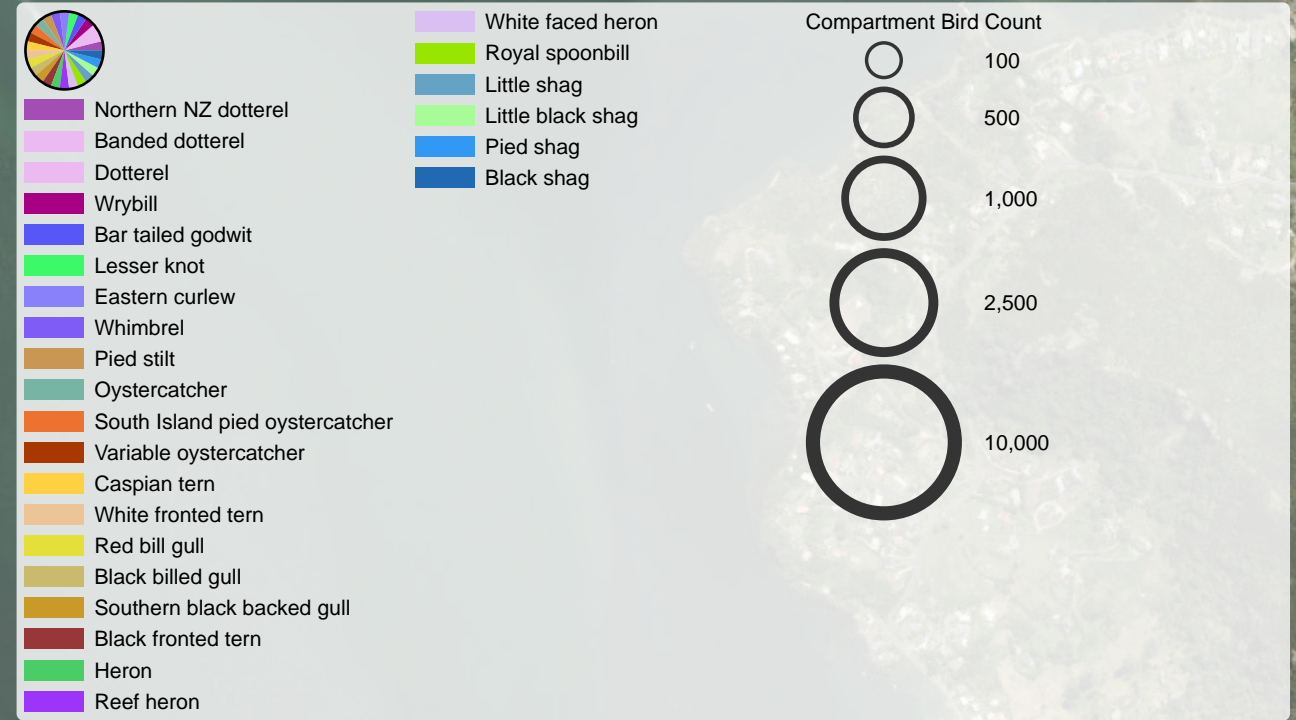 Northern NZ dotterel
Banded dotterel
Dotterel
Wrybill
Bar tailed godwit
Lesser knot
Eastern curlew
Whimbrel
Pied stilt
Oystercatcher
South Island pied oystercatcher
Variable oystercatcher
Caspian tern
White fronted tern
Red bill gull
Black billed gull
Southern black backed gull
Black fronted tern
Heron
Reef heron
White faced heron
Royal spoonbill
Little shag
Little black shag
Pied shag
Black shag
Compartment Bird Count
100
500
1,000
2,500
10,000